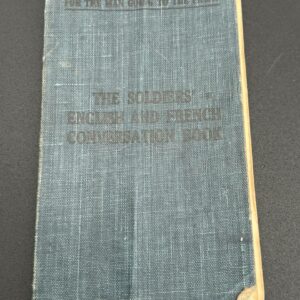 FOR THE MAN GOING TO THE FRONT
THE SOLDIERS'
ENGLISH AND FRENCH
CONVERSATION BOOK